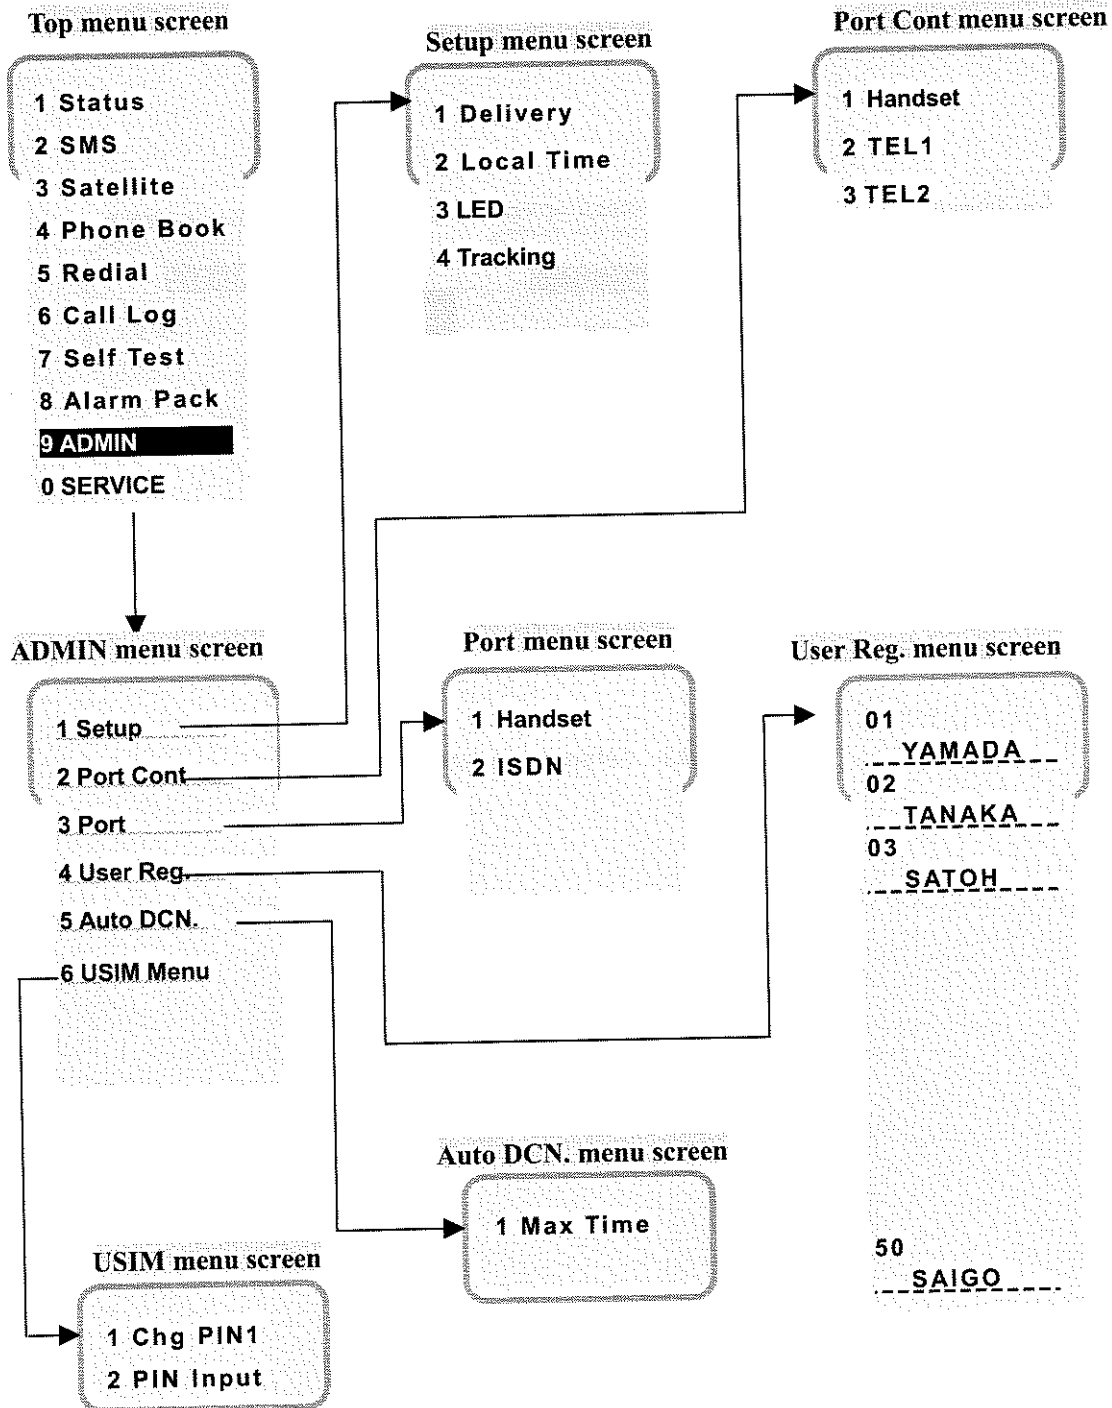 Top menu screen
1 Status
2 SMS
3 Satellite
4 Phone Book
5 Redial
6 Call Log
7 Self Test
8 Alarm Pack
9 ADMIN
0 SERVICE
Setup menu screen
1 Delivery
2 Local Time
3 LED
4 Tracking
Port Cont menu screen
1 Handset
2 TEL1
3 TEL2
ADMIN menu screen
1 Setup
2 Port Cont
3 Port
4 User Reg.
5 Auto DCN.
6 USIM Menu
Port menu screen
1 Handset
2 ISDN
User Reg. menu screen
01
YAMADA
02
TANAKA
03
SATOH
50
SAIGO
Auto DCN. menu screen
1 Max Time
USIM menu screen
1 Chg PIN1
2 PIN Input